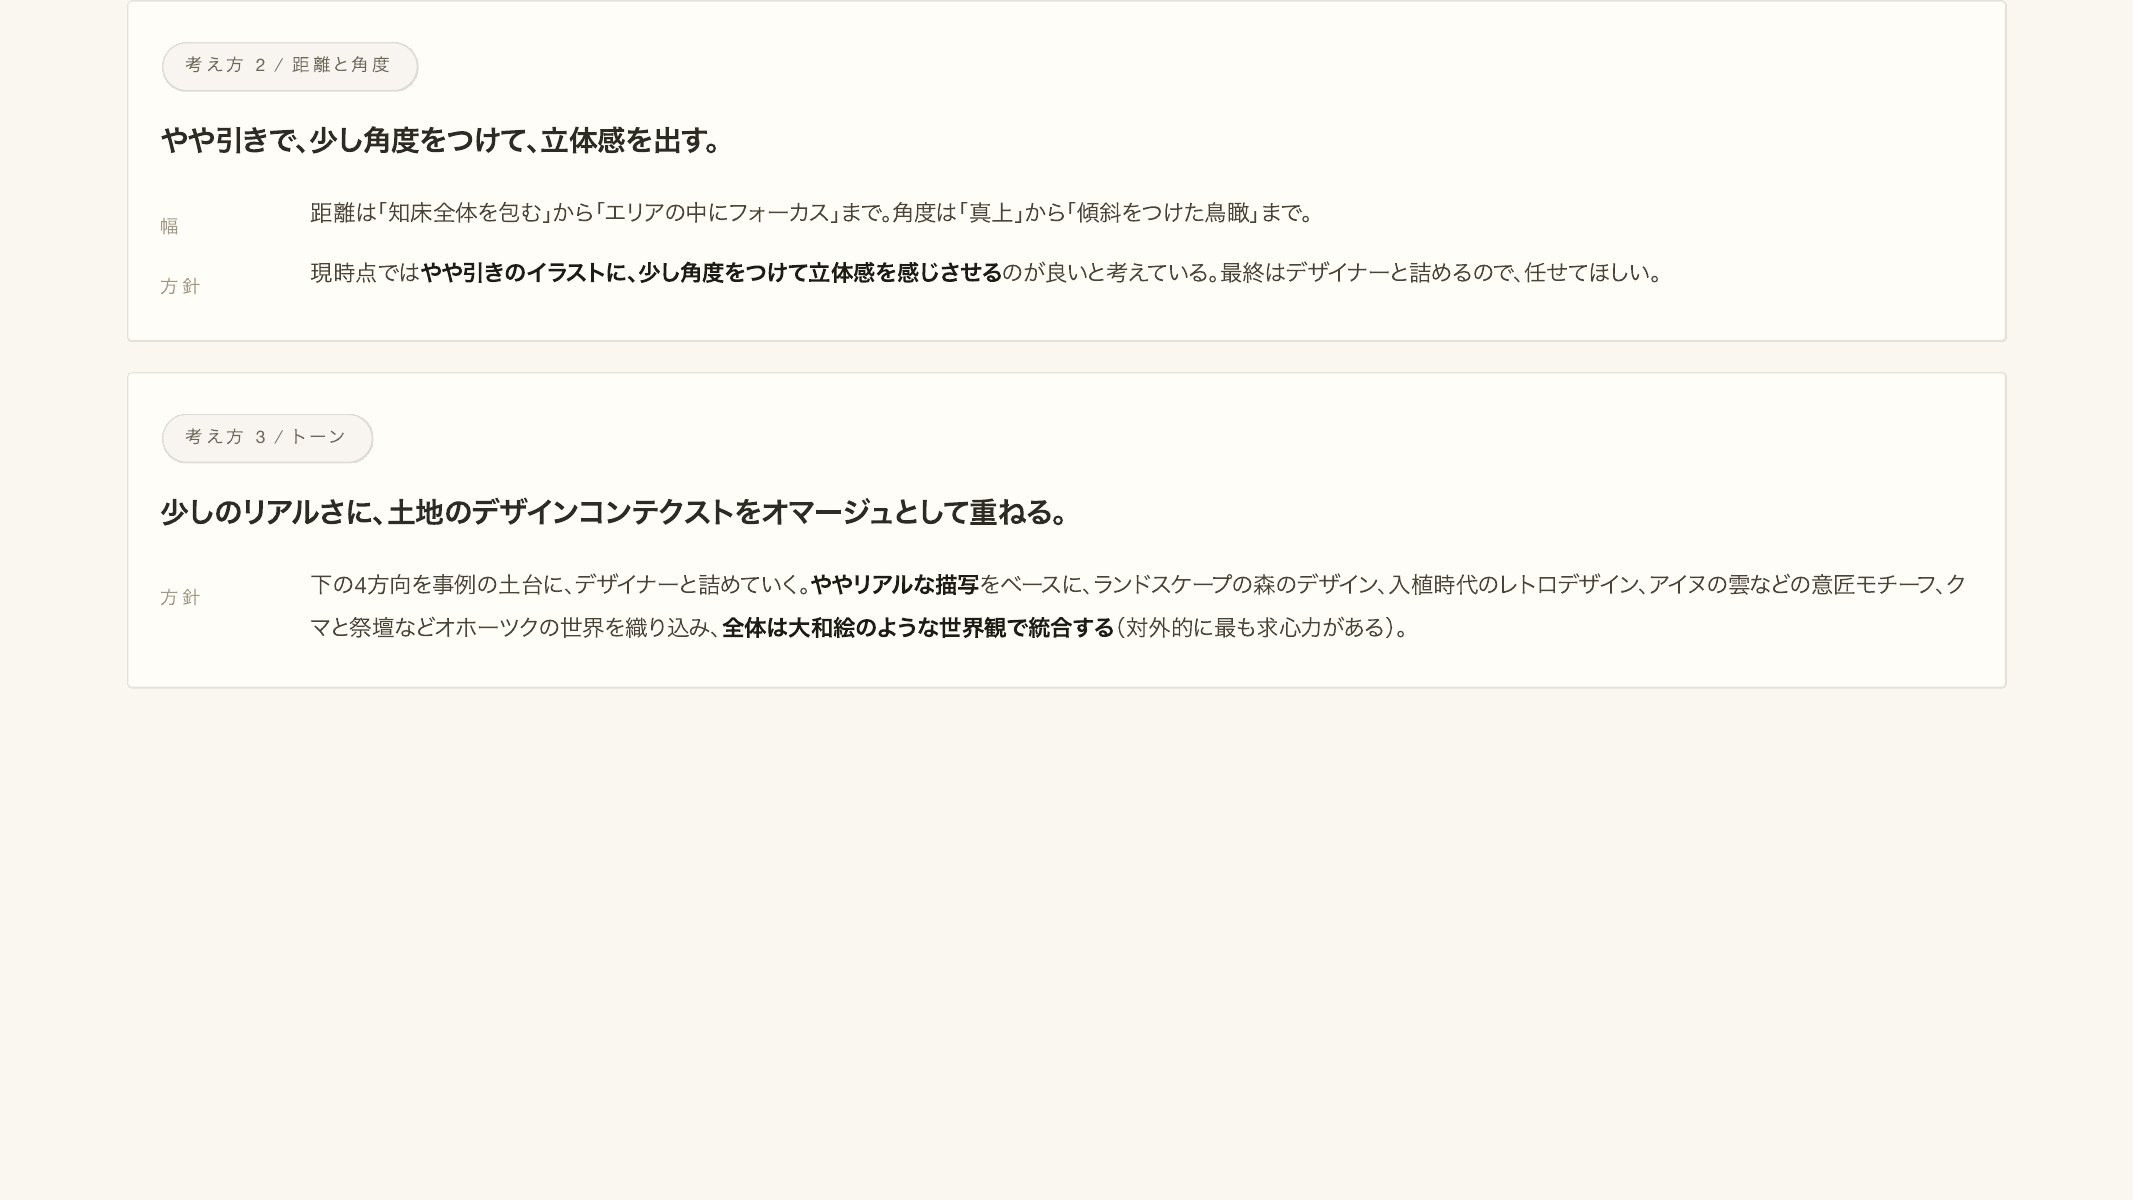 考え方 2 / 距離と角度
やや引きで、少し角度をつけて、立体感を出す。
幅
距離は「知床全体を包む」から「エリアの中にフォーカス」まで。角度は「真上」から「傾斜をつけた鳥瞰」まで。
方針
現時点ではやや引きのイラストに、少し角度をつけて立体感を感じさせるのが良いと考えている。最終はデザイナーと詰めるので、任せてほしい。
考え方 3 / トーン
少しのリアルさに、土地のデザインコンテクストをオマージュとして重ねる。
方針
下の4方向を事例の土台に、デザイナーと詰めていく。ややリアルな描写をベースに、ランドスケープの森のデザイン、入植時代のレトロデザイン、アイヌの雲などの意匠モチーフ、ク
マと祭壇などオホーツクの世界を織り込み、全体は大和絵のような世界観で統合する（対外的に最も求心力がある）。